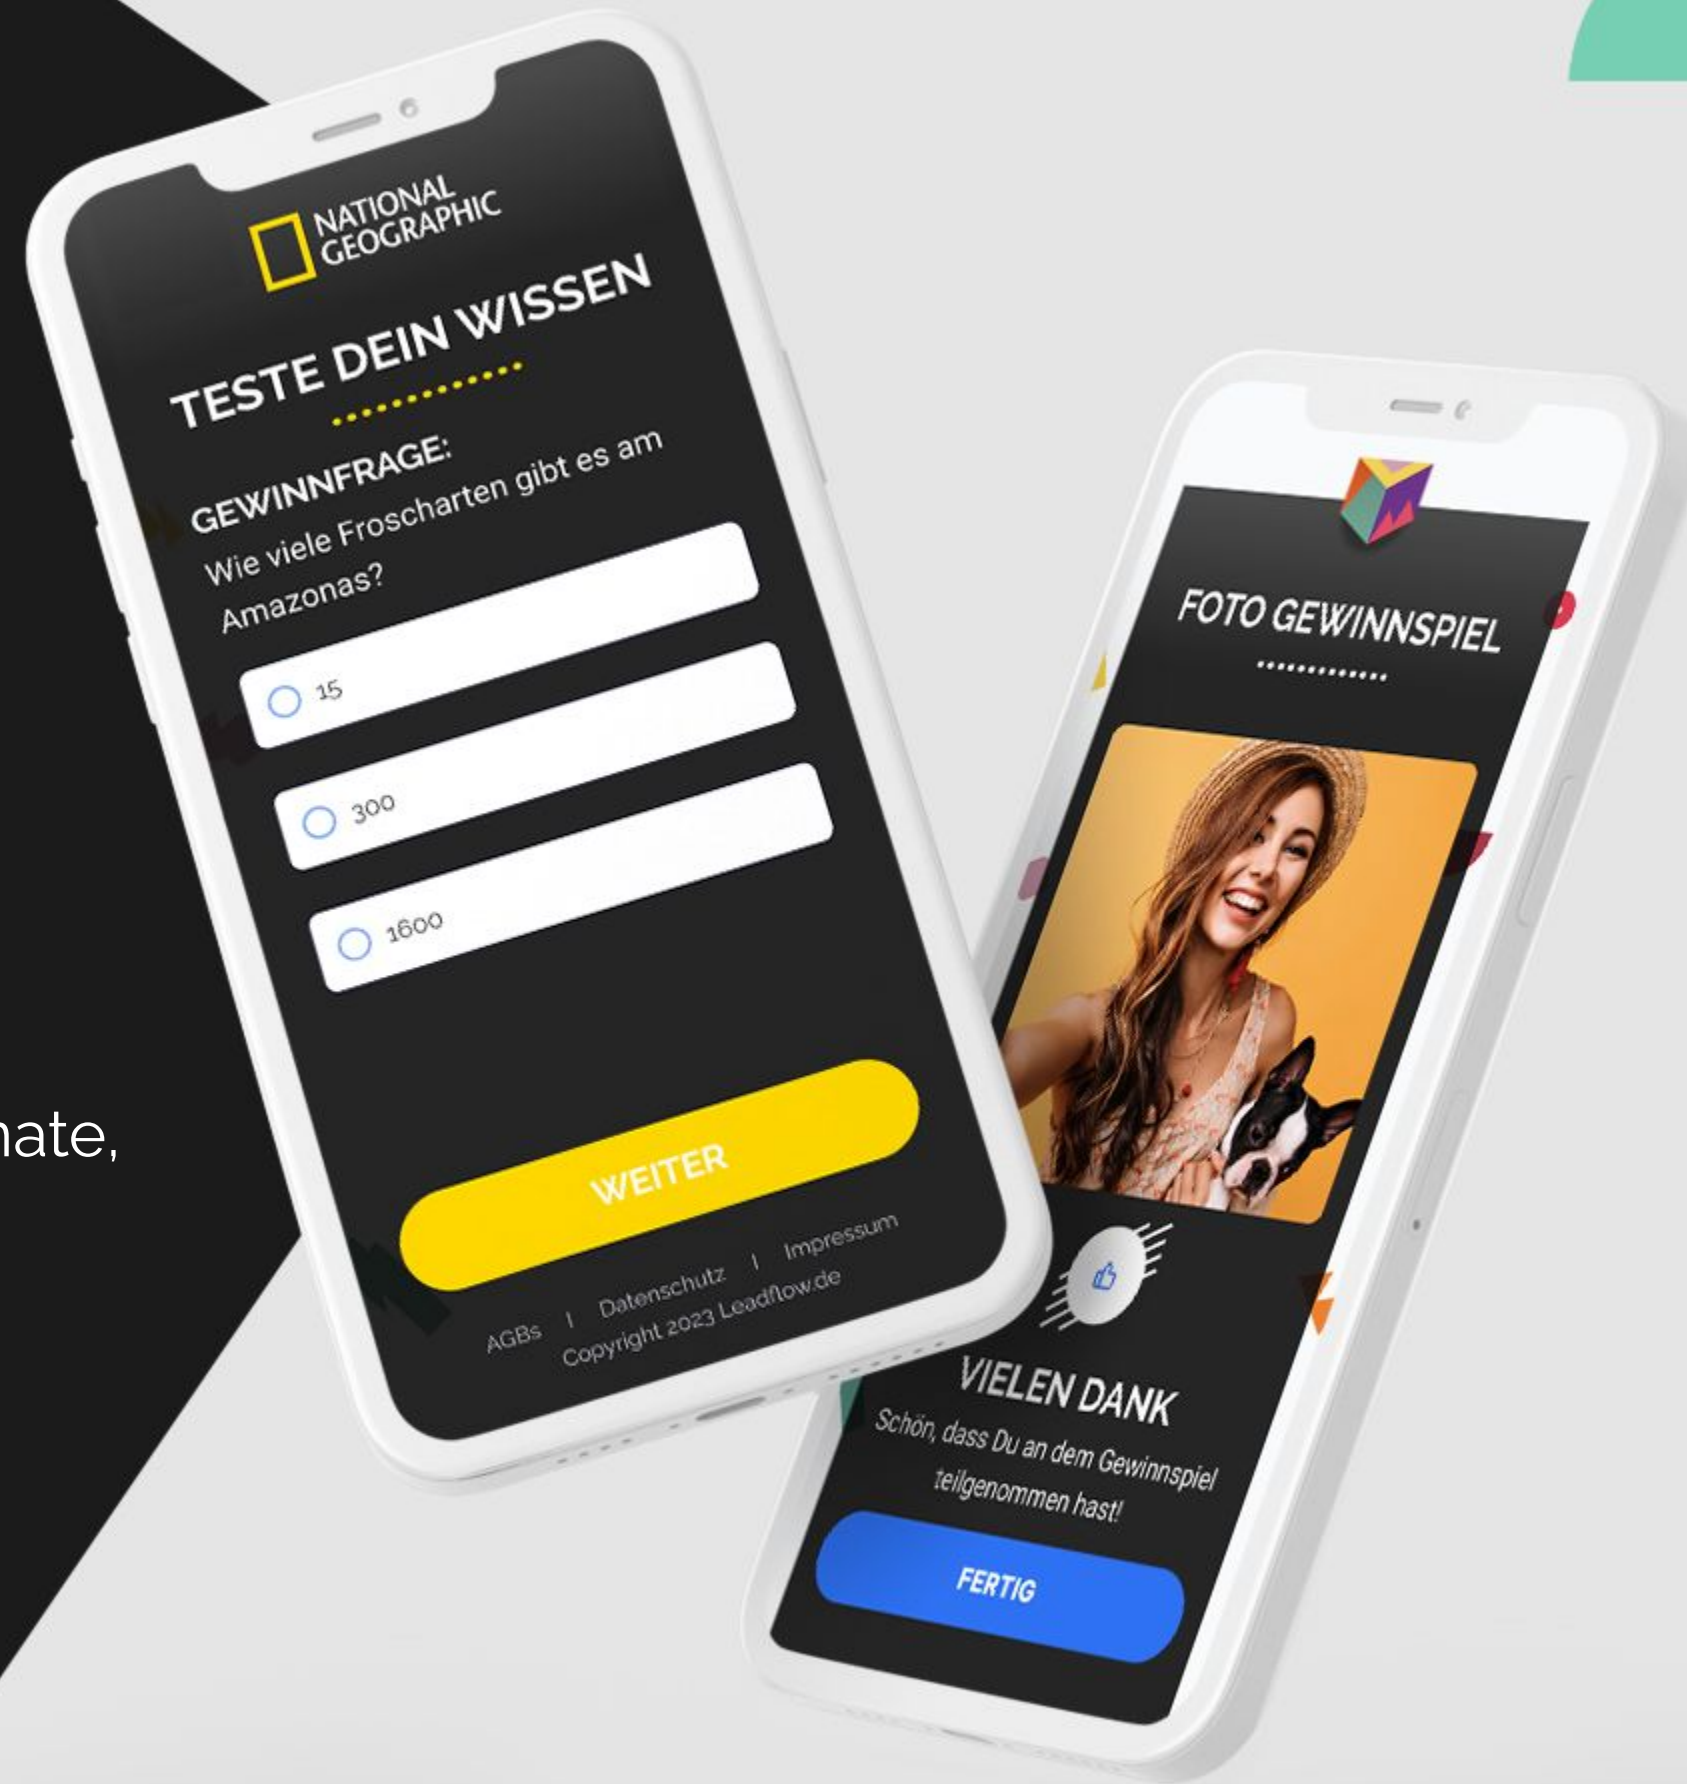 NATIONAL
GEOGRAPHIC
TESTE DEIN WISSEN
GEWINNFRAGE:
Wie viele Froscharten gibt es am
Amazonas?
15
300
1600
WEITER
AGBs | Datenschutz | Impressum
Copyright 2023 Leadflow.de
FOTO GEWINNSPIEL
VIELEN DANK
Schön, dass Du an dem Gewinnspiel
teilgenommen hast!
FERTIG